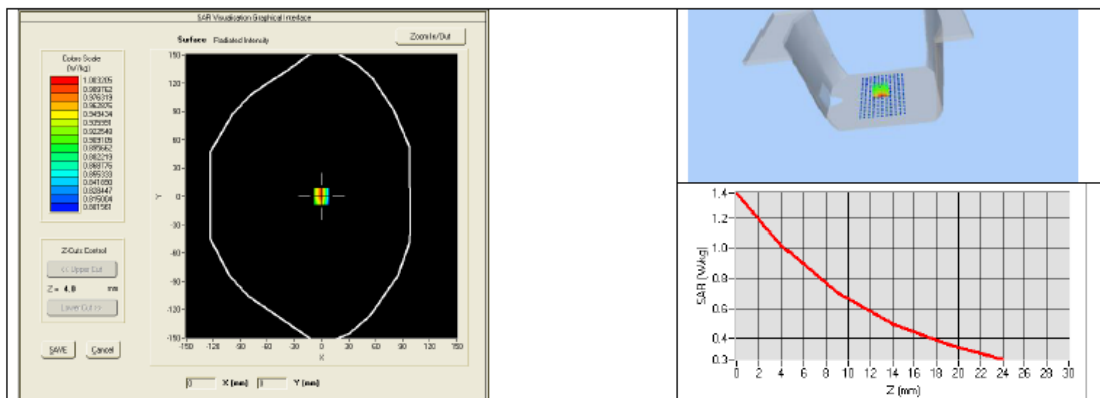 SAR Visualisation Graphical Interface
Surface Radiated Intensity
Zoom In/Out
Colors Scale
(W/kg)
1.003205
0.989762
0.976319
0.962876
0.949434
0.935991
0.922548
0.909105
0.895662
0.882219
0.868776
0.855333
0.841890
0.828447
0.815004
0.801561
150
120
90
60
30
0
-30
-60
-90
-120
-150
Y
-150 -120 -90 -60 -30 0 30 60 90 120 150
X
Z-Cuts Control
<< Upper Cut
Z = 4.0 mm
Lower Cut >>
SAVE Cancel
0 X (mm) 0 Y (mm)
1.4
1.2
1.0
0.8
0.6
0.4
0.3
SAR (W/kg)
0 2 4 6 8 10 12 14 16 18 20 22 24 26 28 30
Z (mm)